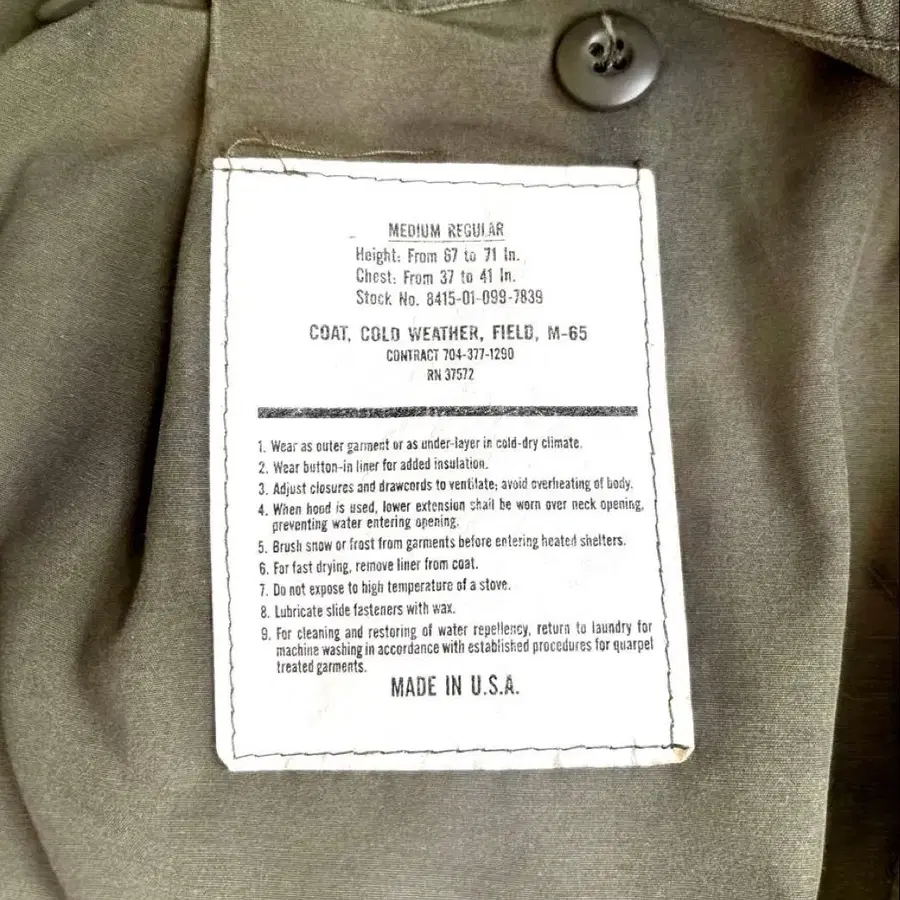 MEDIUM REGULAR
Height: From 67 to 71 In.
Chest: From 37 to 41 In.
Stock No. 8415-01-099-7839
COAT, COLD WEATHER, FIELD, M-65
CONTRACT 704-377-1290
RN 37572
1. Wear as outer garment or as under-layer in cold-dry climate.
2. Wear button-in liner for added insulation.
3. Adjust closures and drawcords to ventilate; avoid overheating of body.
4. When hood is used, lower extension shall be worn over neck opening,
preventing water entering opening.
5. Brush snow or frost from garments before entering heated shelters.
6. For fast drying, remove liner from coat.
7. Do not expose to high temperature of a stove.
8. Lubricate slide fasteners with wax.
9. For cleaning and restoring of water repellency, return to laundry for
machine washing in accordance with established procedures for quarpel
treated garments.
MADE IN U.S.A.